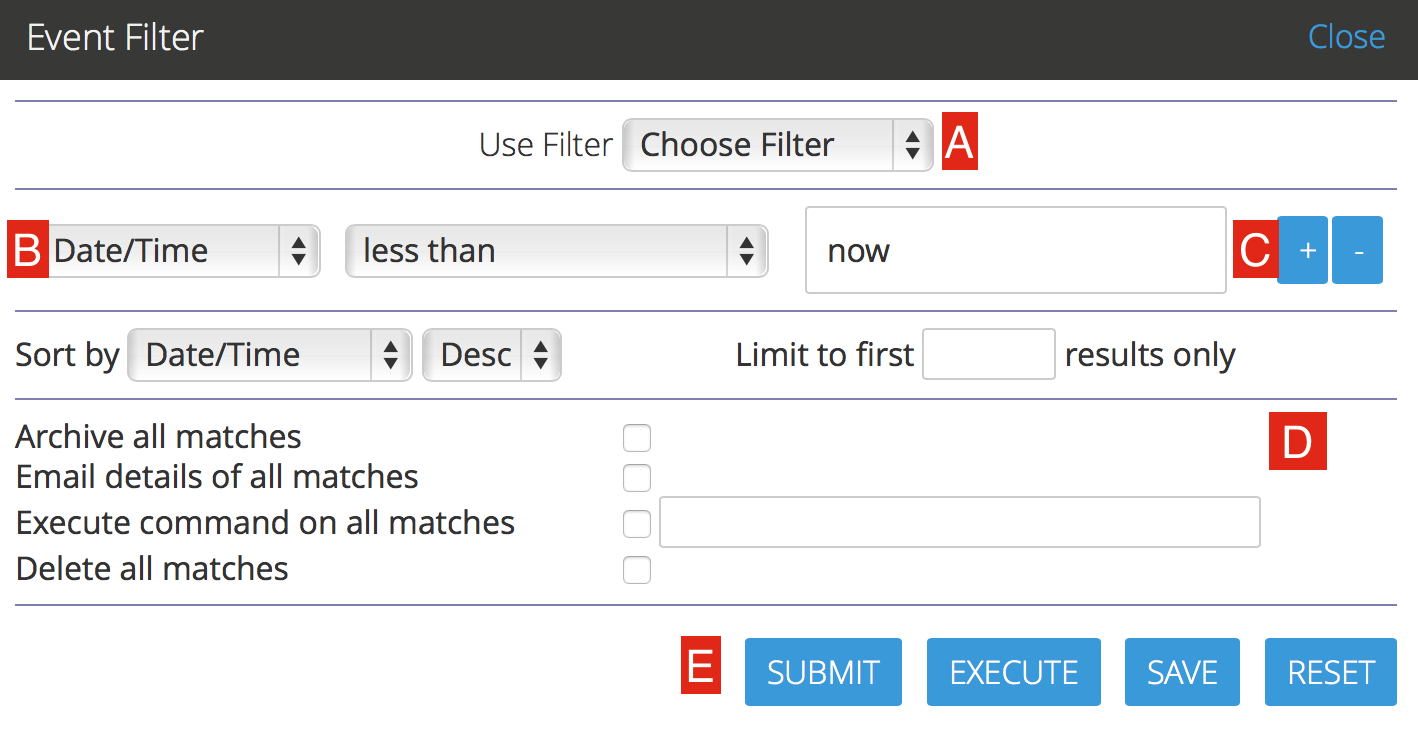 Event Filter Close
Use Filter Choose Filter A
B Date/Time less than now C + -
Sort by Date/Time Desc Limit to first results only
Archive all matches D
Email details of all matches
Execute command on all matches
Delete all matches
E SUBMIT EXECUTE SAVE RESET